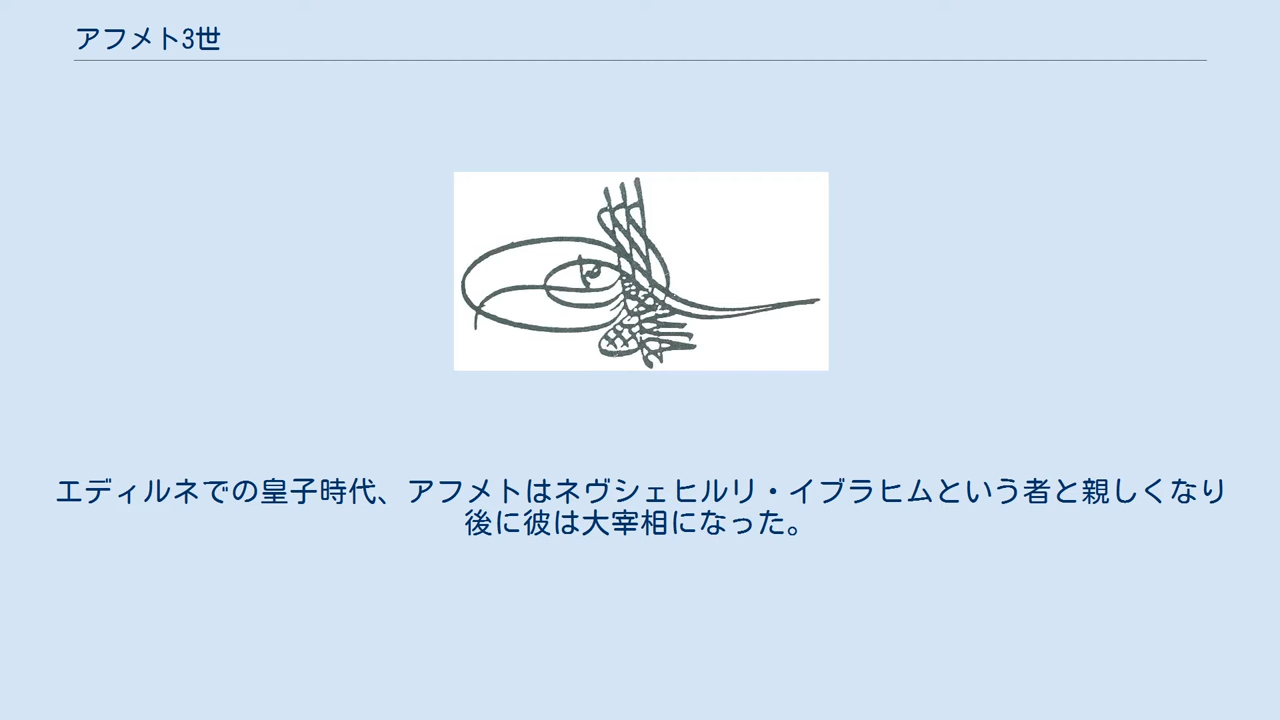 アフメト3世
エディルネでの皇子時代、アフメトはネヴシェヒルリ・イブラヒムという者と親しくなり
後に彼は大宰相になった。